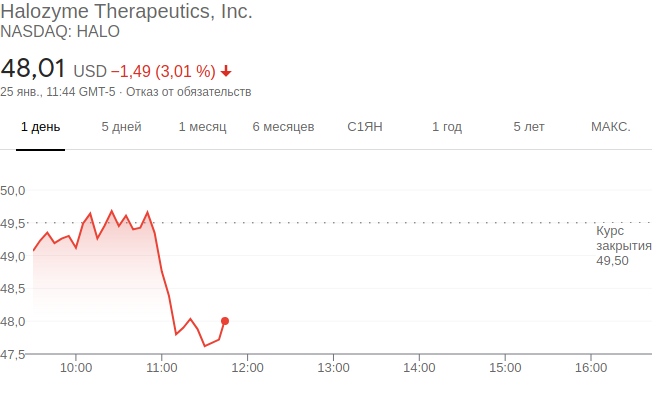 Halozyme Therapeutics, Inc.
NASDAQ: HALO
48,01 USD −1,49 (3,01 %)
25 янв., 11:44 GMT-5 · Отказ от обязательств
1 день 5 дней 1 месяц 6 месяцев С1ЯН 1 год 5 лет МАКС.
50,0
49,5
Курс
закрытия
49,50
49,0
48,5
48,0
47,5
10:00 11:00 12:00 13:00 14:00 15:00 16:00